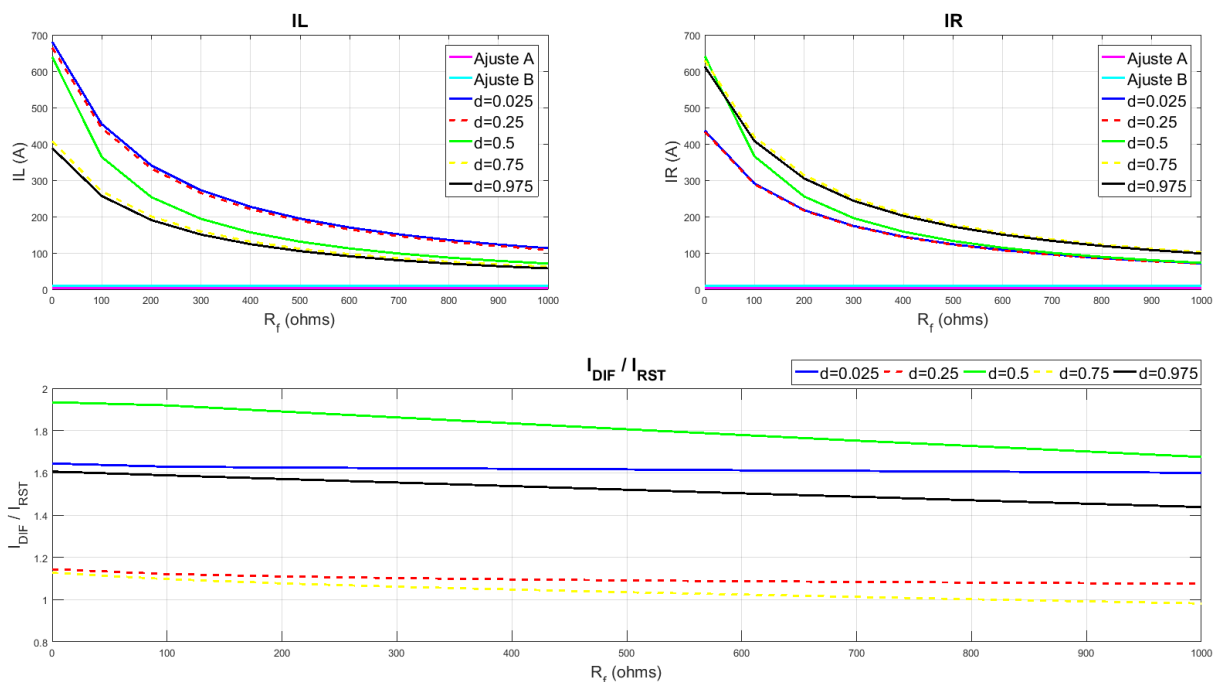 IL
700
600
500
400
300
200
100
0
IL (A)
0 100 200 300 400 500 600 700 800 900 1000
R_f (ohms)
Ajuste A
Ajuste B
d=0.025
d=0.25
d=0.5
d=0.75
d=0.975
IR
700
600
500
400
300
200
100
0
IR (A)
0 100 200 300 400 500 600 700 800 900 1000
R_f (ohms)
Ajuste A
Ajuste B
d=0.025
d=0.25
d=0.5
d=0.75
d=0.975
I_DIF / I_RST
d=0.025 d=0.25 d=0.5 d=0.75 d=0.975
2
1.8
1.6
1.4
1.2
1
0.8
I_DIF / I_RST
0 100 200 300 400 500 600 700 800 900 1000
R_f (ohms)